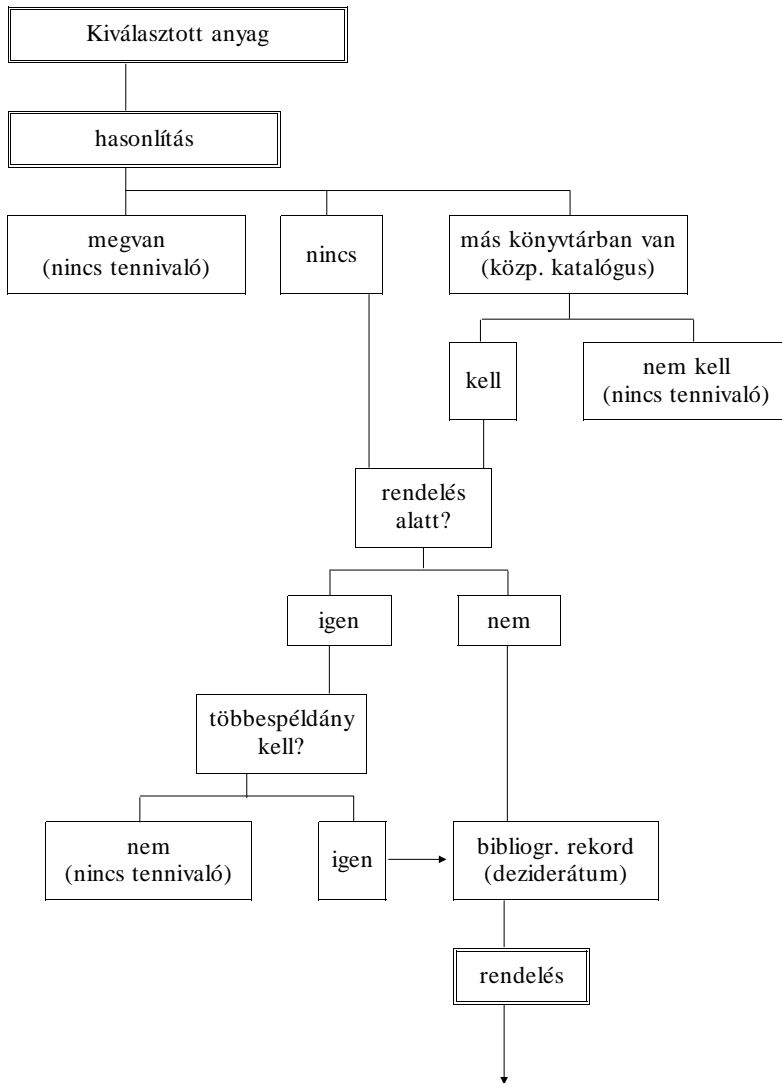 Kiválasztott anyag
hasonlítás
megvan
(nincs tennivaló)
nincs
más könyvtárban van
(közp. katalógus)
kell
nem kell
(nincs tennivaló)
rendelés
alatt?
igen
nem
többespéldány
kell?
nem
(nincs tennivaló)
igen
bibliogr. rekord
(deziderátum)
rendelés